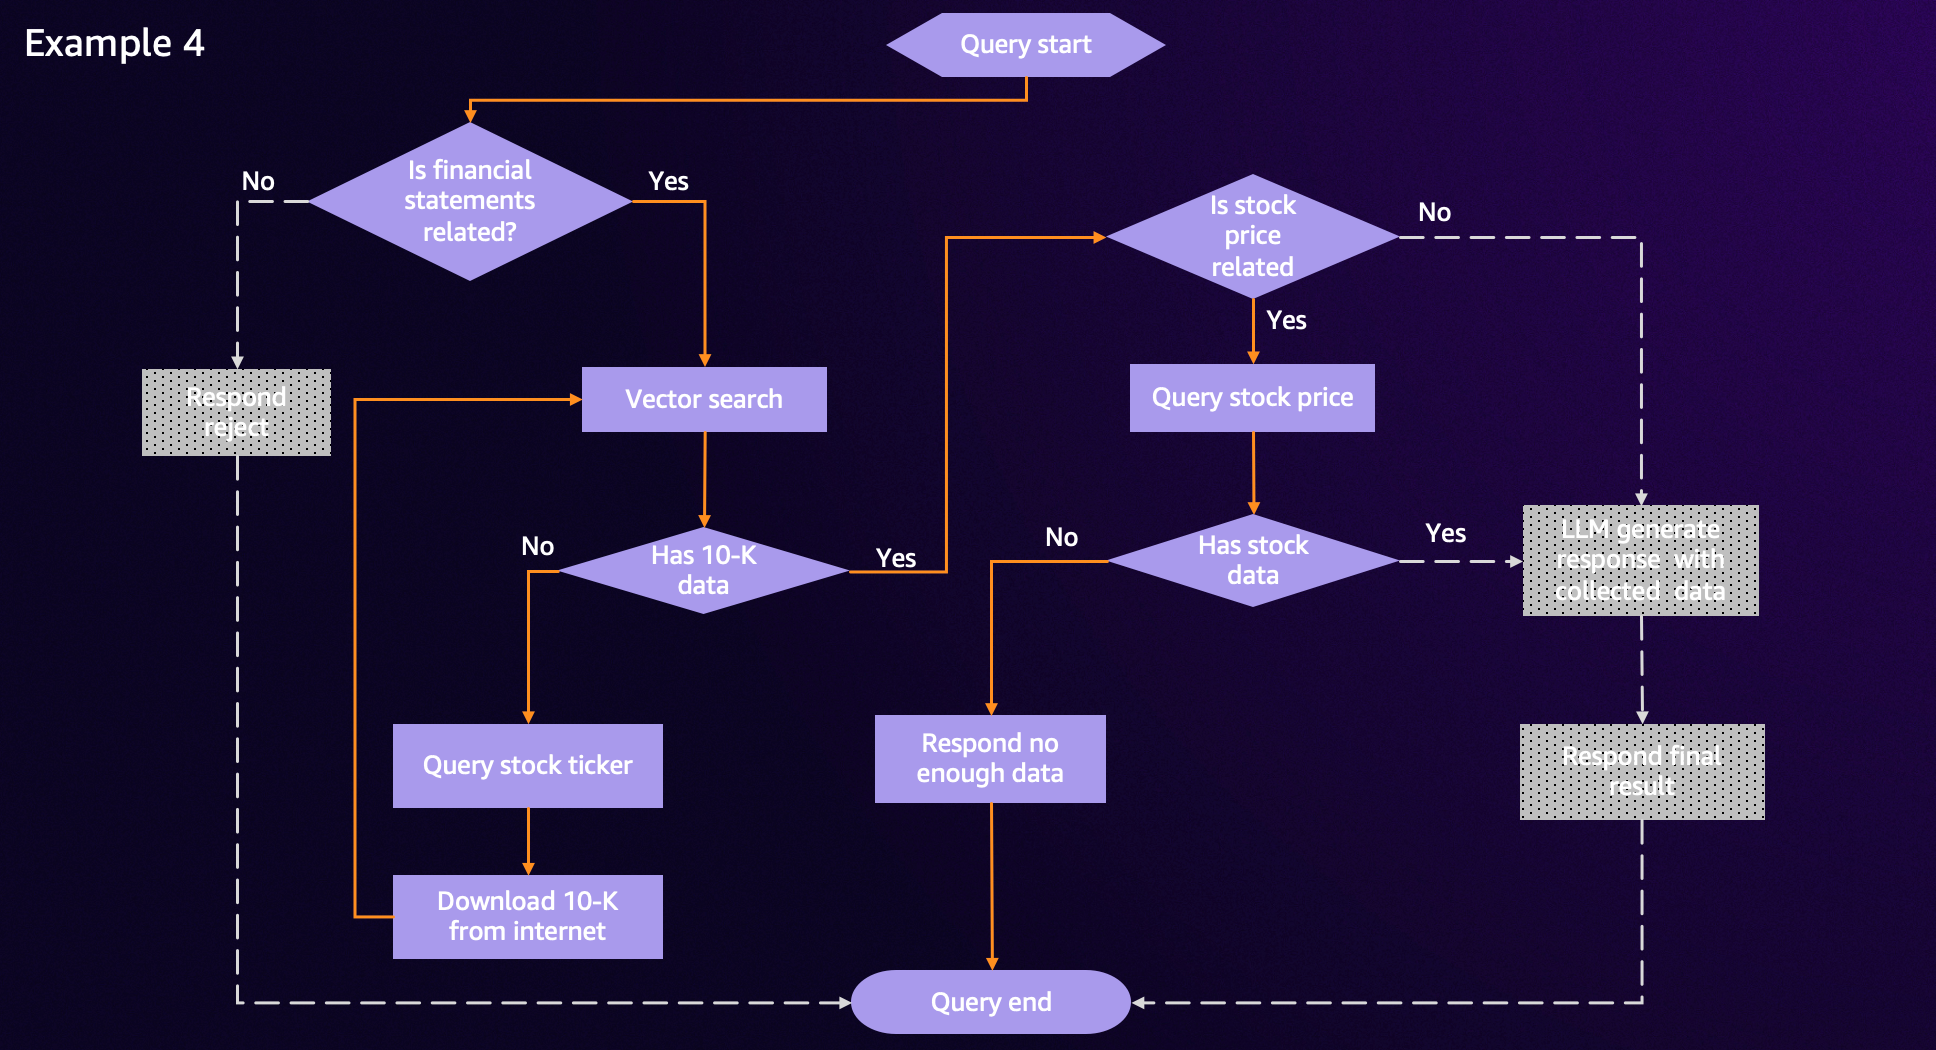 Example 4
Query start
Is financial
statements
related?
No
Yes
Is stock
price
related
No
Yes
Respond
reject
Vector search
Query stock price
No
Has 10-K
data
Yes
No
Has stock
data
Yes
LLM generate
response with
collected data
Query stock ticker
Respond no
enough data
Respond final
result
Download 10-K
from internet
Query end